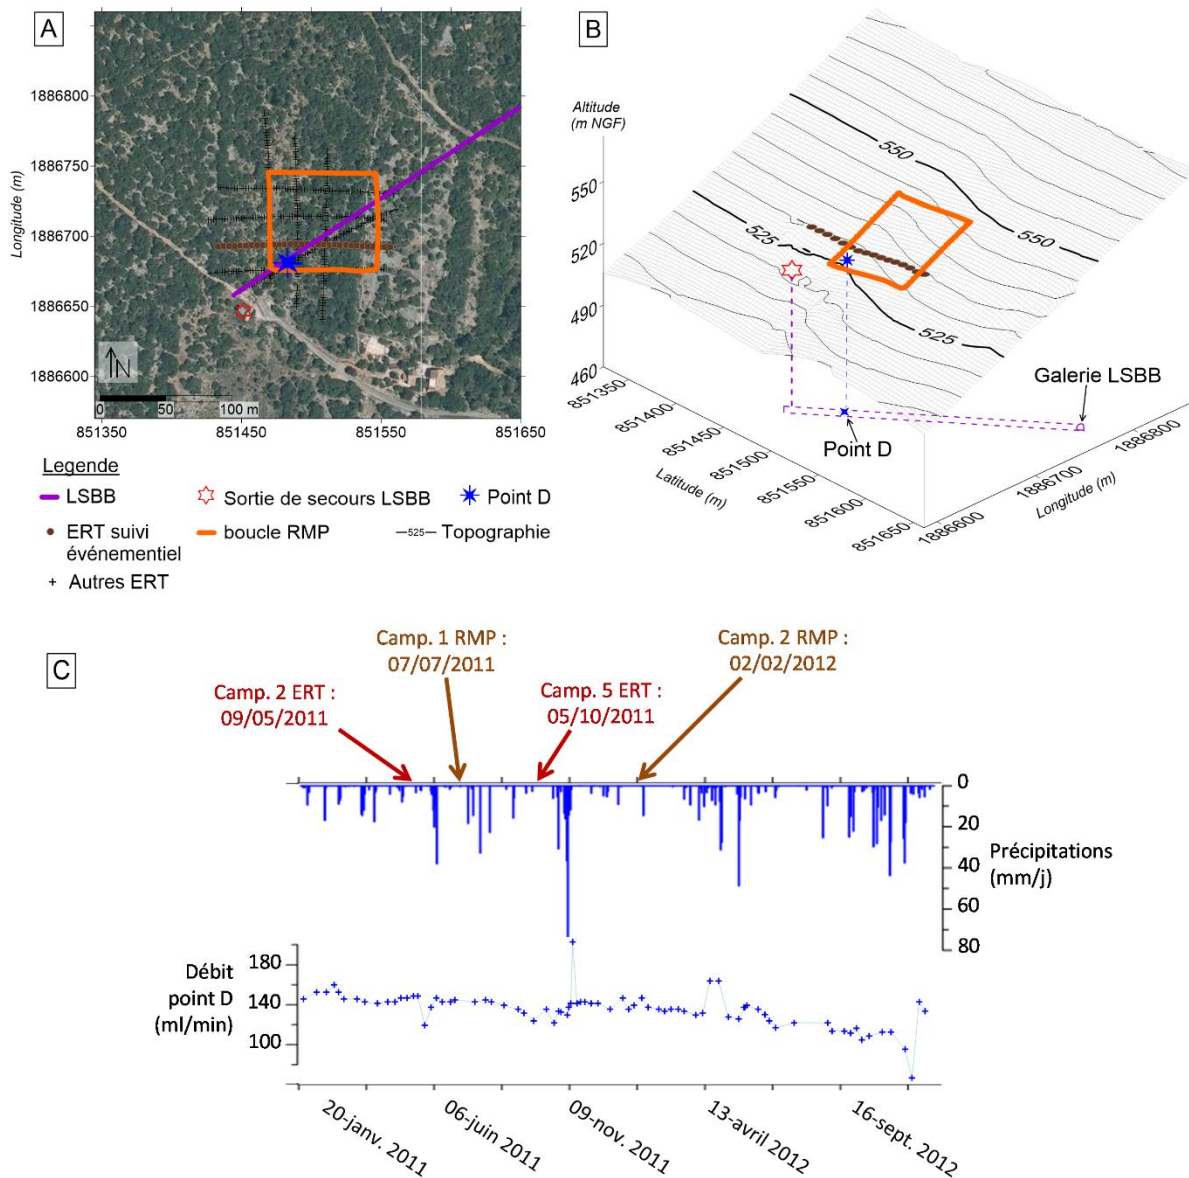 A
Longitude (m)
1886800
1886750
1886700
1886650
1886600
N
0 50 100 m
851350 851450 851550 851650
B
Altitude
(m NGF)
550
520
490
460
550
550
525
525
Galerie LSBB
Point D
851350
851400
851450
851500
851550
851600
851650
Latitude (m)
1886600
1886700
1886800
Longitude (m)
Legende
LSBB
Sortie de secours LSBB
Point D
ERT suivi
événementiel
boucle RMP
525 Topographie
Autres ERT
C
Camp. 1 RMP :
07/07/2011
Camp. 2 RMP :
02/02/2012
Camp. 2 ERT :
09/05/2011
Camp. 5 ERT :
05/10/2011
0
20
40
60
80
Précipitations
(mm/j)
Débit
point D
(ml/min)
180
140
100
20-janv. 2011
06-juin 2011
09-nov. 2011
13-avril 2012
16-sept. 2012